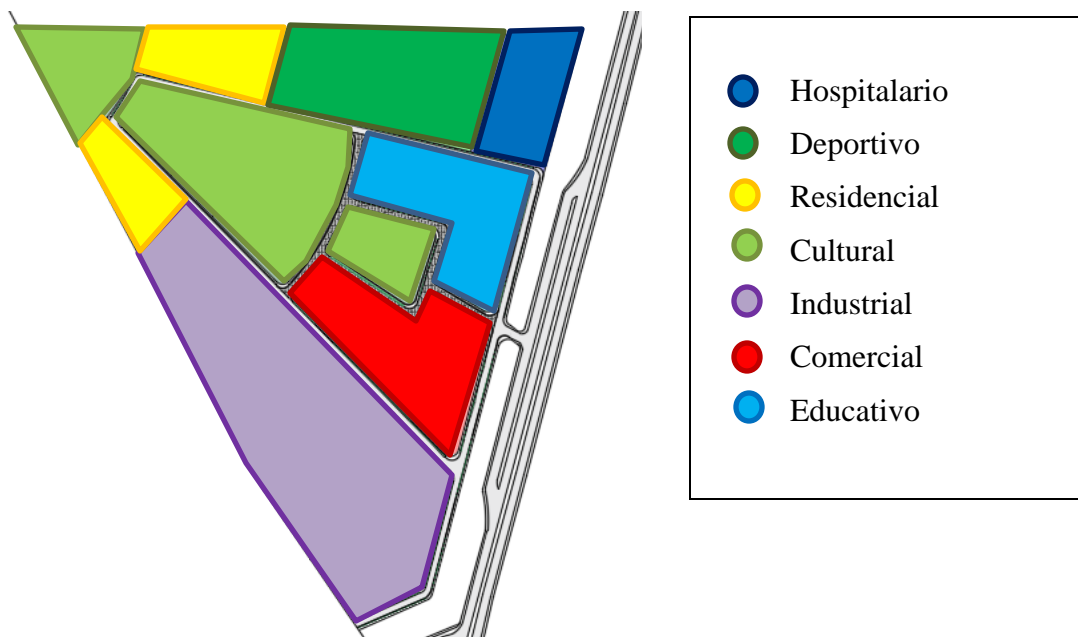 Hospitalario
Deportivo
Residencial
Cultural
Industrial
Comercial
Educativo